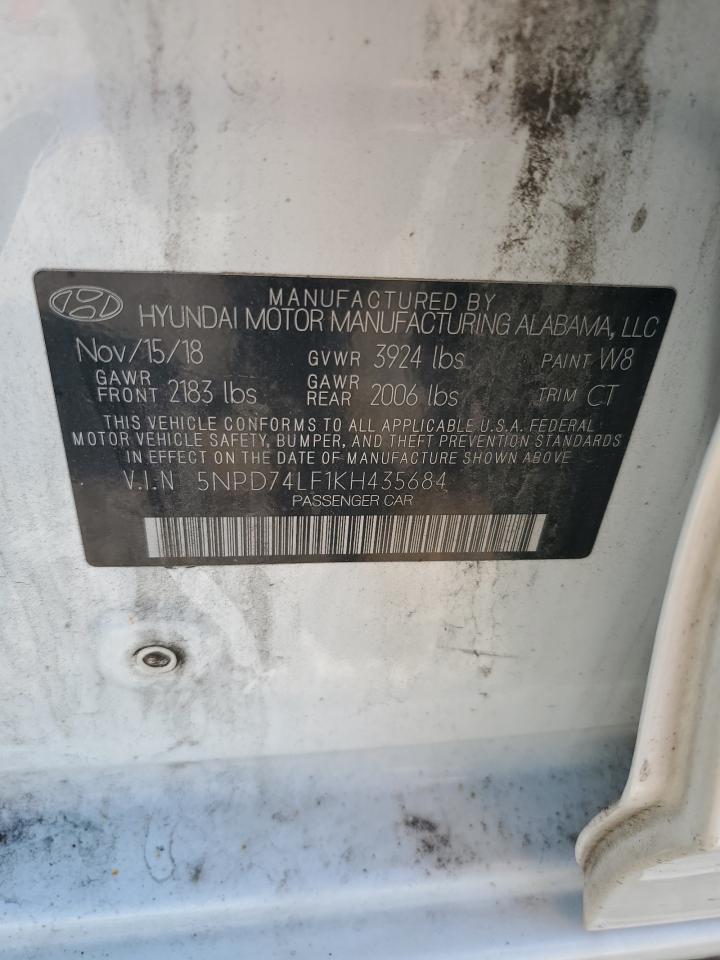 MANUFACTURED BY
HYUNDAI MOTOR MANUFACTURING ALABAMA, LLC
Nov/15/18 GVWR 3924 lbs PAINT W8
GAWR FRONT 2183 lbs GAWR REAR 2006 lbs TRIM CT
THIS VEHICLE CONFORMS TO ALL APPLICABLE U.S.A. FEDERAL
MOTOR VEHICLE SAFETY, BUMPER, AND THEFT PREVENTION STANDARDS
IN EFFECT ON THE DATE OF MANUFACTURE SHOWN ABOVE.
V.I.N 5NPD74LF1KH435684
PASSENGER CAR